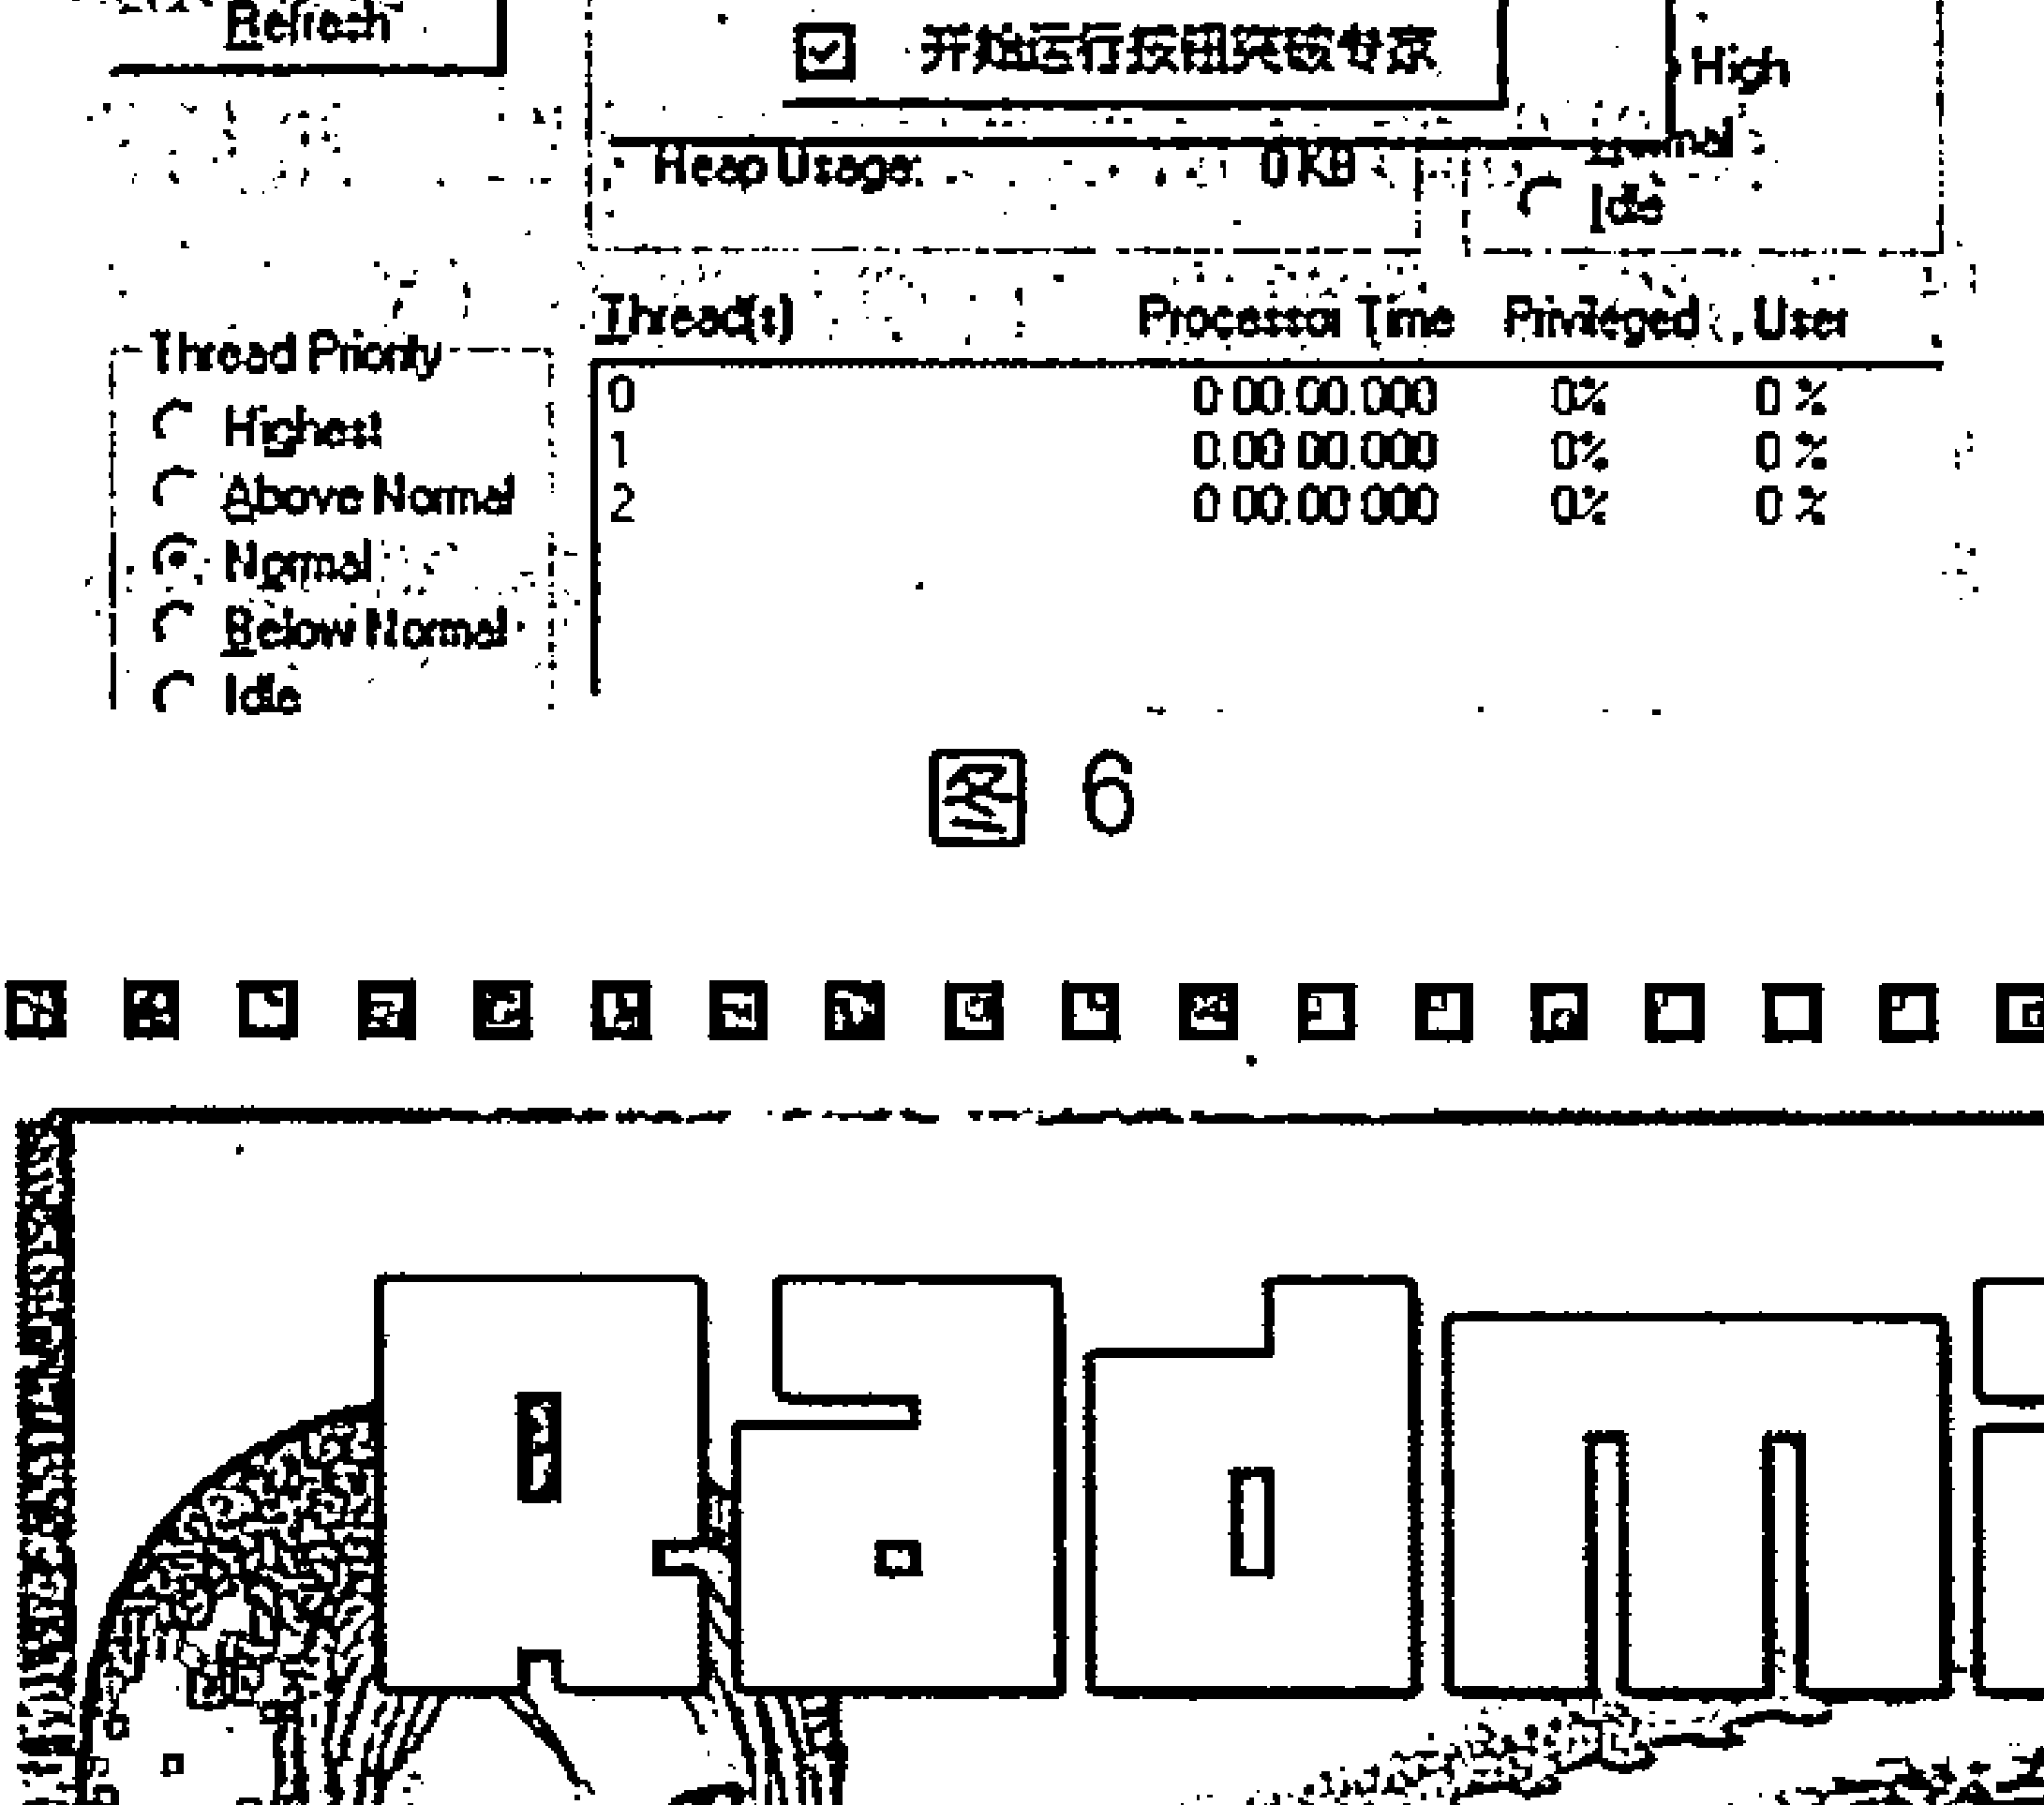 Refresh
开始运行按钮突破专家
High
Heap Usage: 0 KB
Idle
Thread(s) Processor Time Privileged User
Thread Priority
0 0:00:00.000 0% 0%
Highest
1 0:00:00.000 0% 0%
Above Normal
2 0:00:00.000 0% 0%
Normal
Below Normal
Idle
图 6
Radm